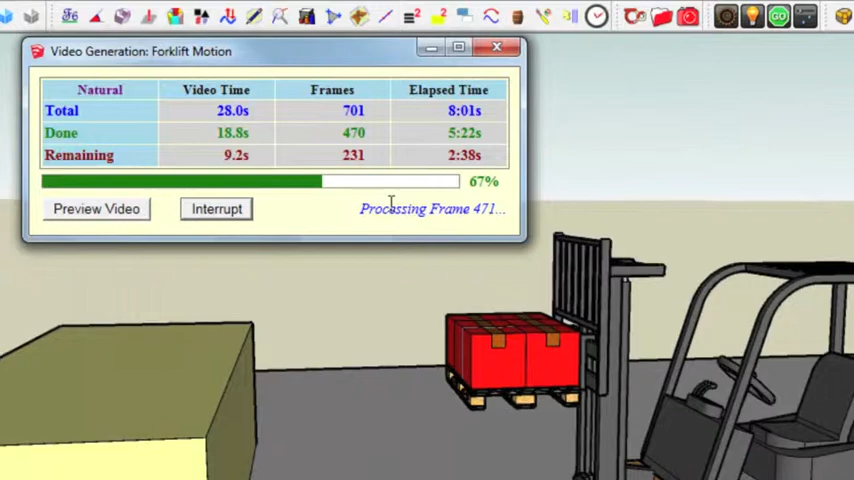 GO
Video Generation: Forklift Motion
Natural Video Time Frames Elapsed Time
Total 28.0s 701 8:01s
Done 18.8s 470 5:22s
Remaining 9.2s 231 2:38s
67%
Preview Video Interrupt Processing Frame 471...